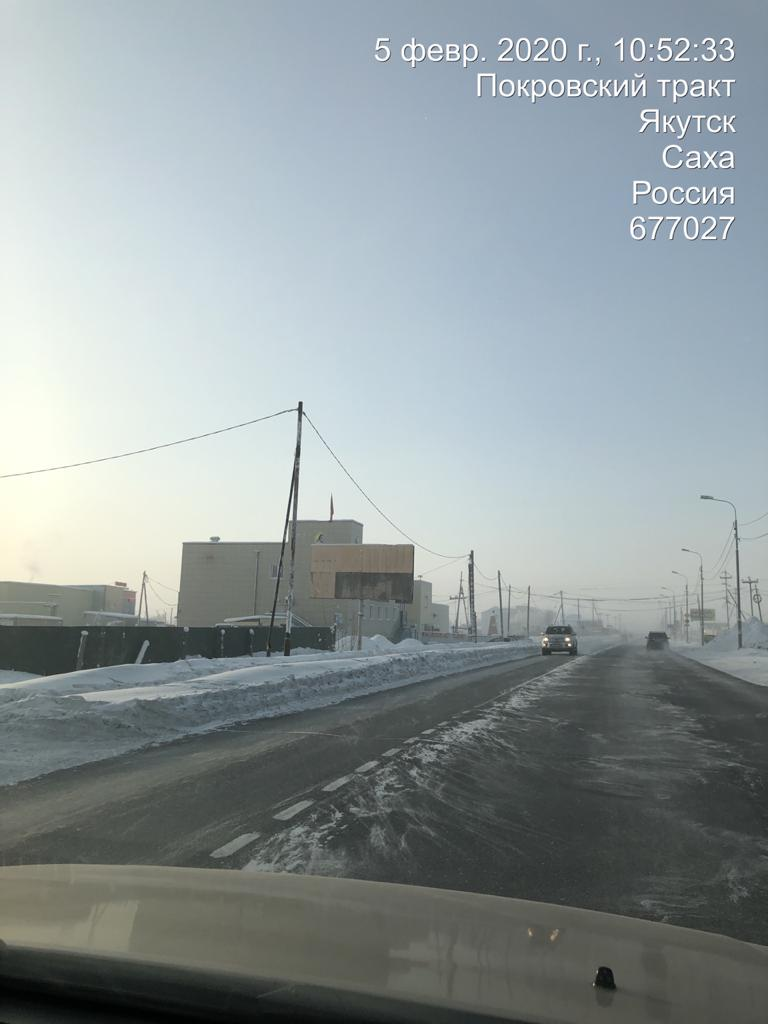 5 февр. 2020 г., 10:52:33
Покровский тракт
Якутск
Саха
Россия
677027